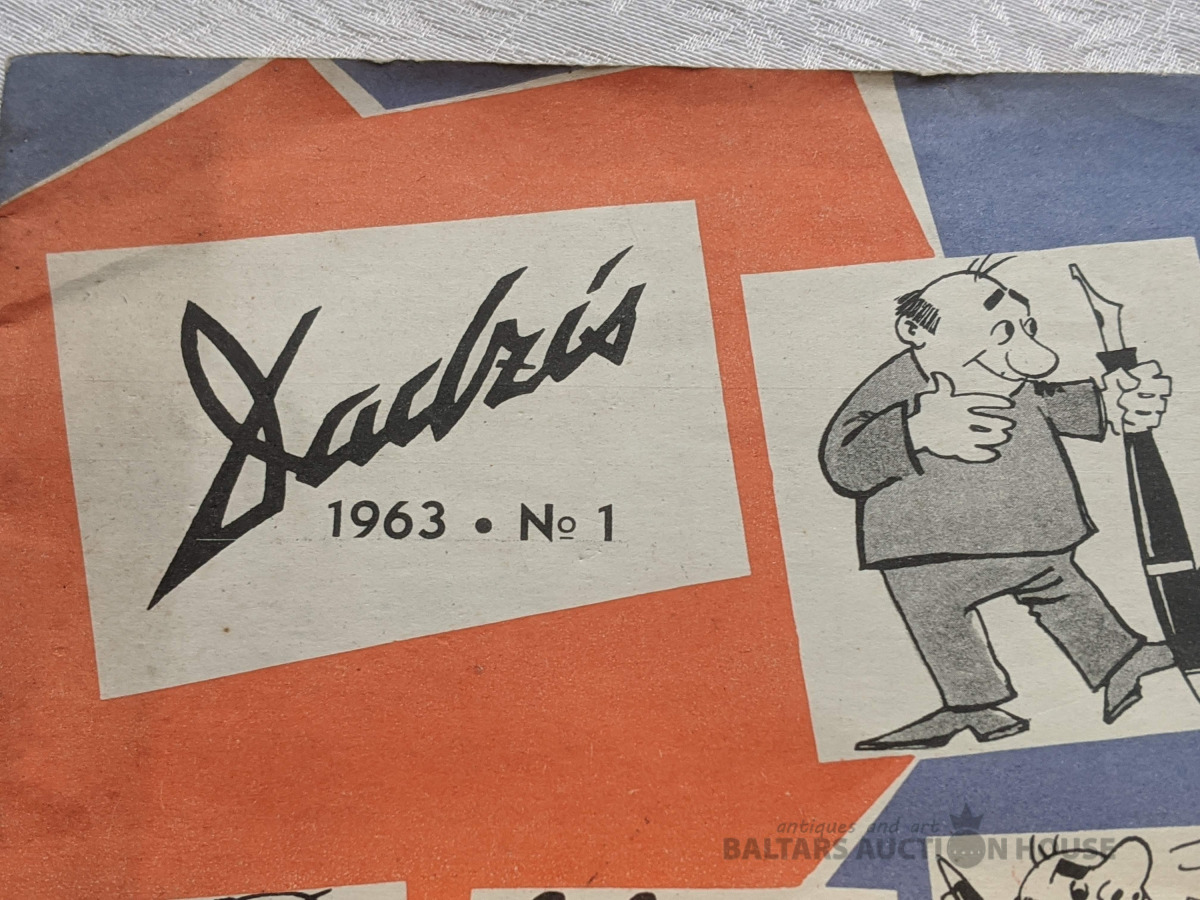 Dadzis
1963 • № 1
antiques and art
BALTARS AUCTION HOUSE